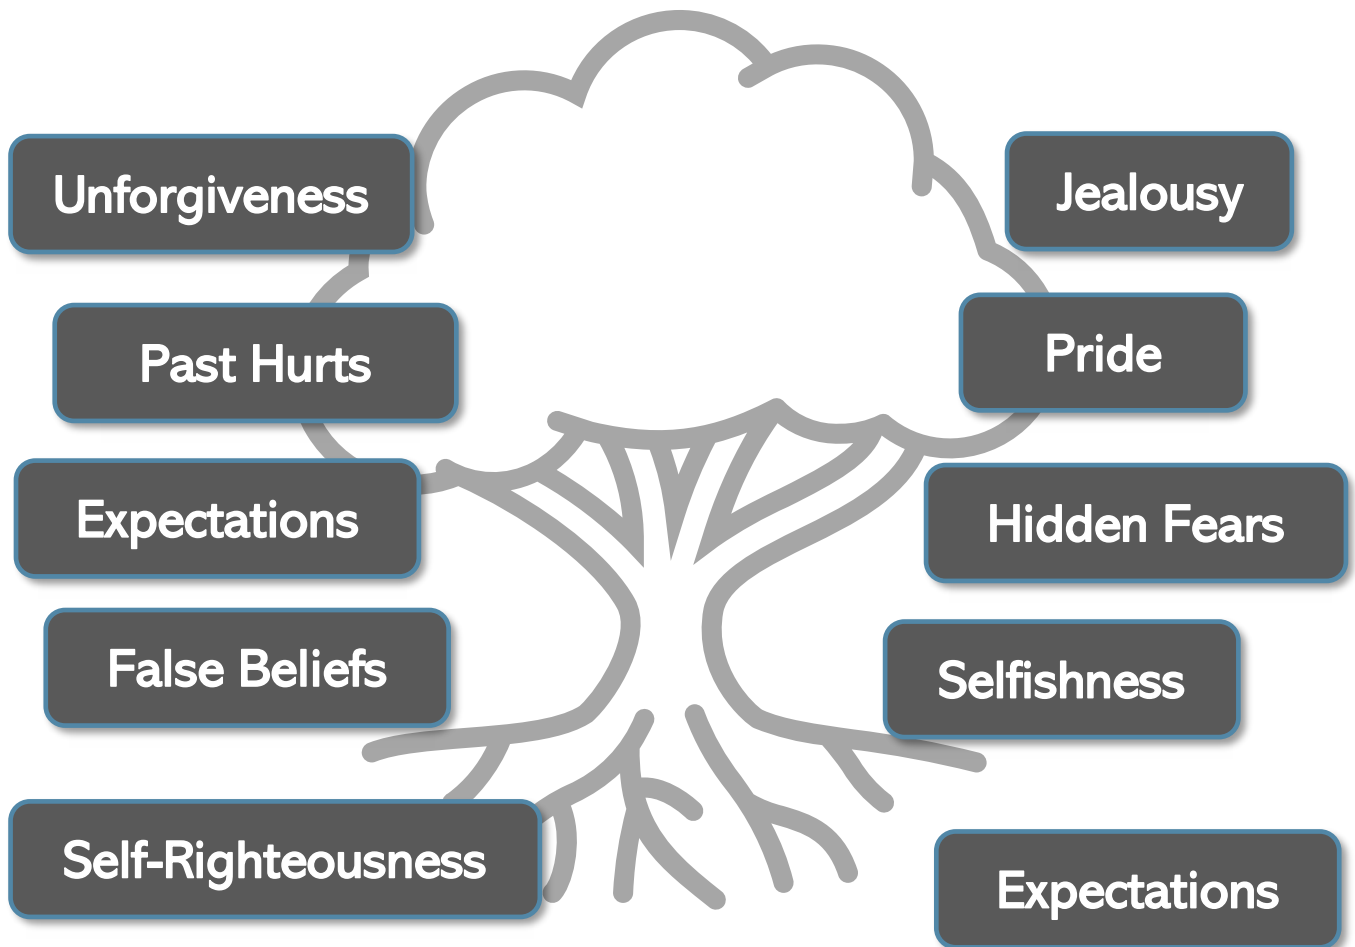 Unforgiveness
Jealousy
Past Hurts
Pride
Expectations
Hidden Fears
False Beliefs
Selfishness
Self-Righteousness
Expectations